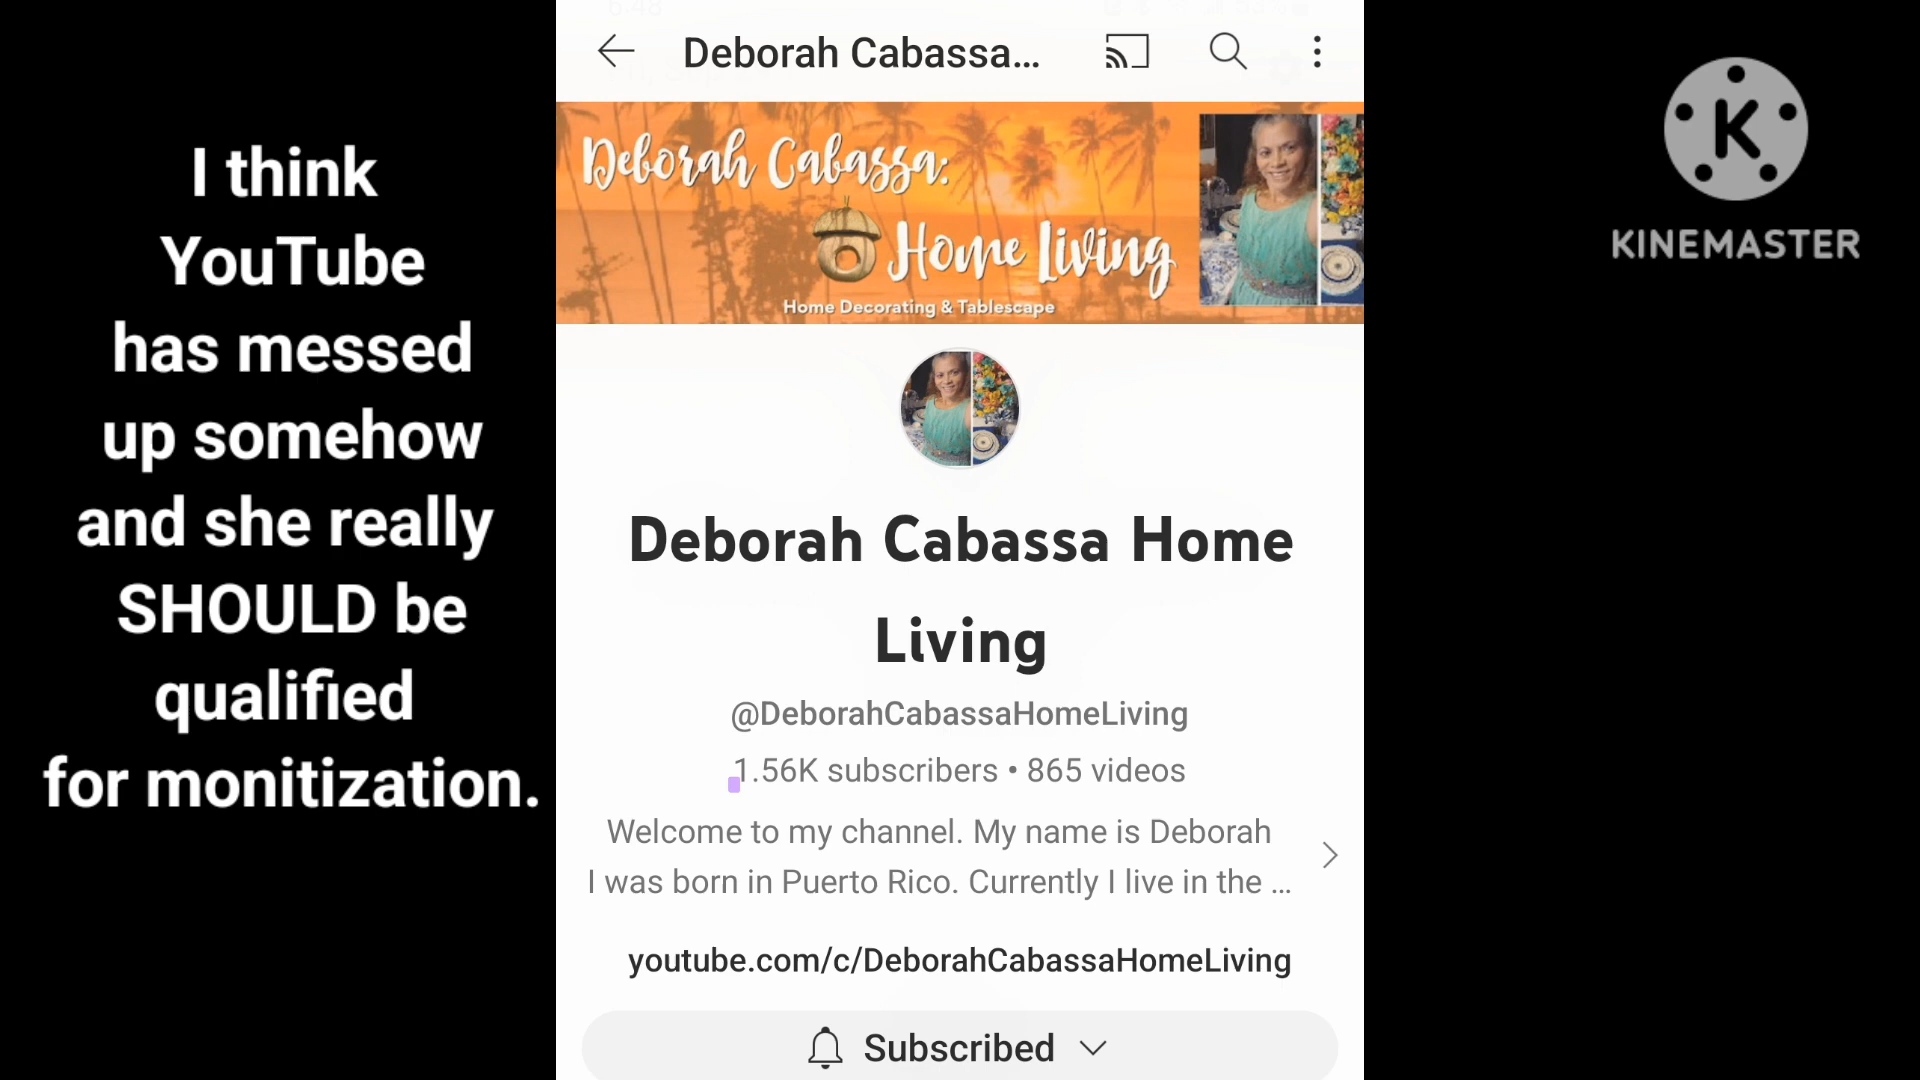 I think
YouTube
has messed
up somehow
and she really
SHOULD be
qualified
for monitization.
Deborah Cabassa...
Deborah Cabassa:
Home Living
Home Decorating & Tablescape
Deborah Cabassa Home
Living
@DeborahCabassaHomeLiving
1.56K subscribers • 865 videos
Welcome to my channel. My name is Deborah
I was born in Puerto Rico. Currently I live in the ...
youtube.com/c/DeborahCabassaHomeLiving
Subscribed
K
KINEMASTER